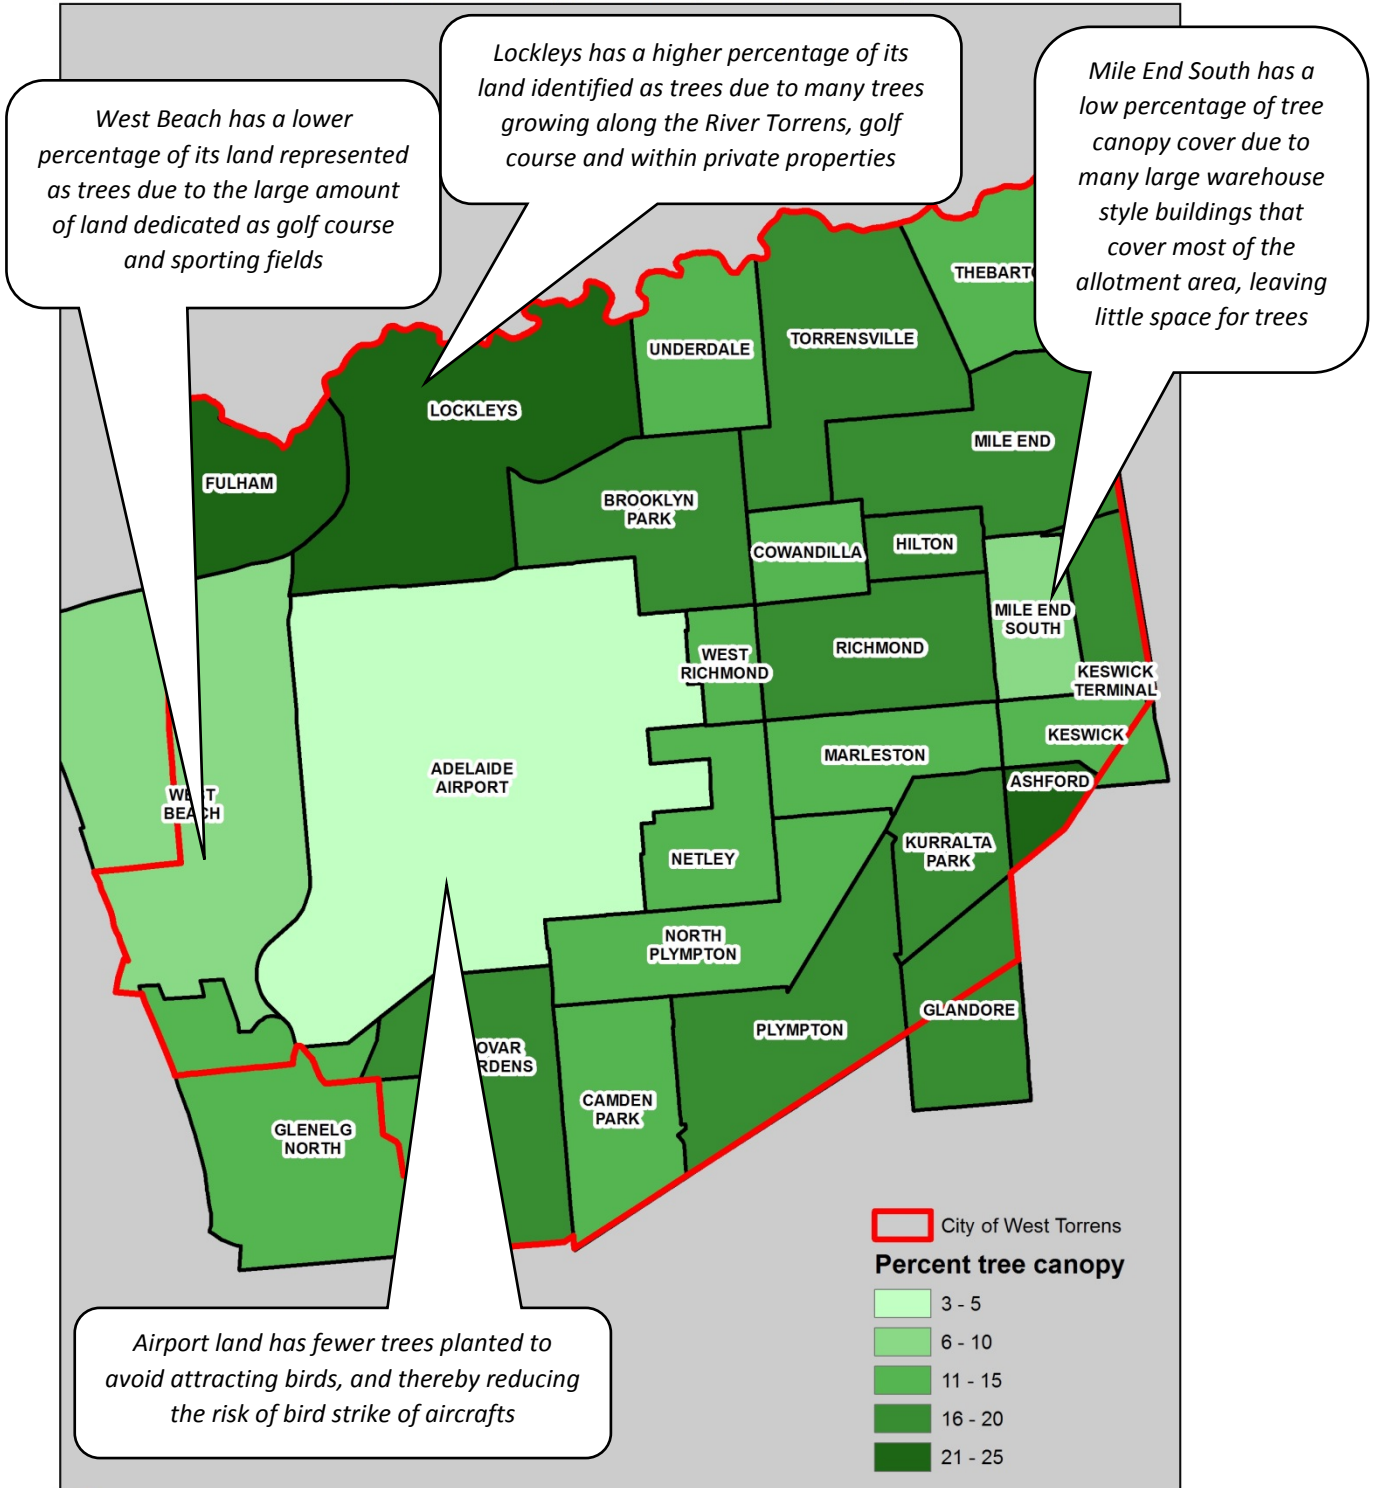 West Beach has a lower
percentage of its land represented
as trees due to the large amount
of land dedicated as golf course
and sporting fields
Lockleys has a higher percentage of its
land identified as trees due to many trees
growing along the River Torrens, golf
course and within private properties
Mile End South has a
low percentage of tree
canopy cover due to
many large warehouse
style buildings that
cover most of the
allotment area, leaving
little space for trees
THEBARTO
UNDERDALE
TORRENSVILLE
LOCKLEYS
MILE END
FULHAM
BROOKLYN
PARK
COWANDILLA
HILTON
MILE END
SOUTH
WEST
RICHMOND
RICHMOND
KESWICK
TERMINAL
KESWICK
MARLESTON
ADELAIDE
AIRPORT
ASHFORD
WEST
BEACH
KURRALTA
PARK
NETLEY
NORTH
PLYMPTON
GLANDORE
PLYMPTON
OVAR
RDENS
CAMDEN
PARK
GLENELG
NORTH
City of West Torrens
Percent tree canopy
3 - 5
6 - 10
11 - 15
16 - 20
21 - 25
Airport land has fewer trees planted to
avoid attracting birds, and thereby reducing
the risk of bird strike of aircrafts